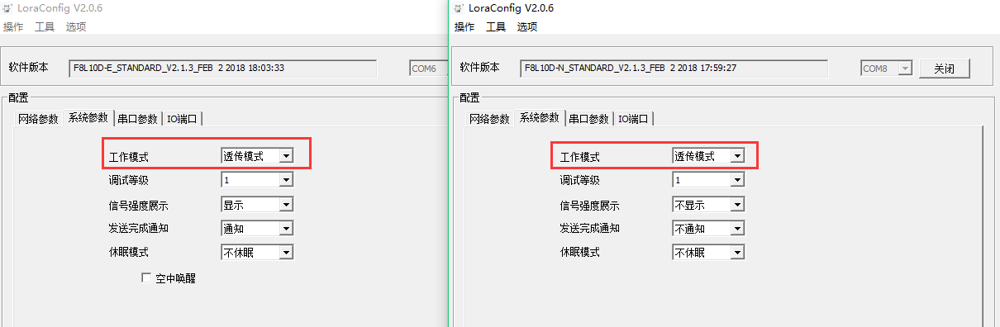 LoraConfig V2.0.6
操作 工具 选项
软件版本 F8L10D-E_STANDARD_V2.1.3_FEB 2 2018 18:03:33 COM6
配置
网络参数 系统参数 串口参数 IO端口
工作模式 透传模式
调试等级 1
信号强度展示 显示
发送完成通知 通知
休眠模式 不休眠
空中唤醒
LoraConfig V2.0.6
操作 工具 选项
软件版本 F8L10D-N_STANDARD_V2.1.3_FEB 2 2018 17:59:27 COM8 关闭
配置
网络参数 系统参数 串口参数 IO端口
工作模式 透传模式
调试等级 1
信号强度展示 不显示
发送完成通知 不通知
休眠模式 不休眠